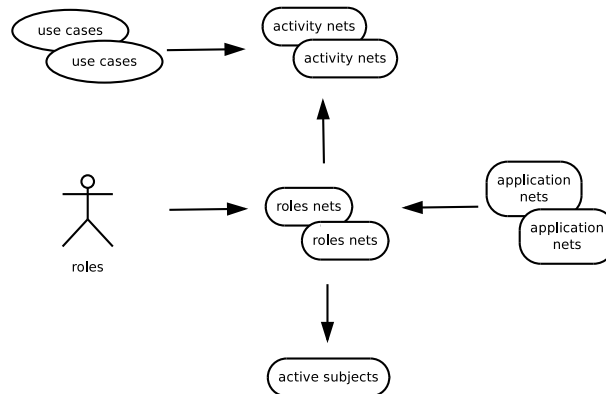 use cases
use cases
activity nets
activity nets
roles
roles nets
roles nets
application
nets
application
nets
active subjects